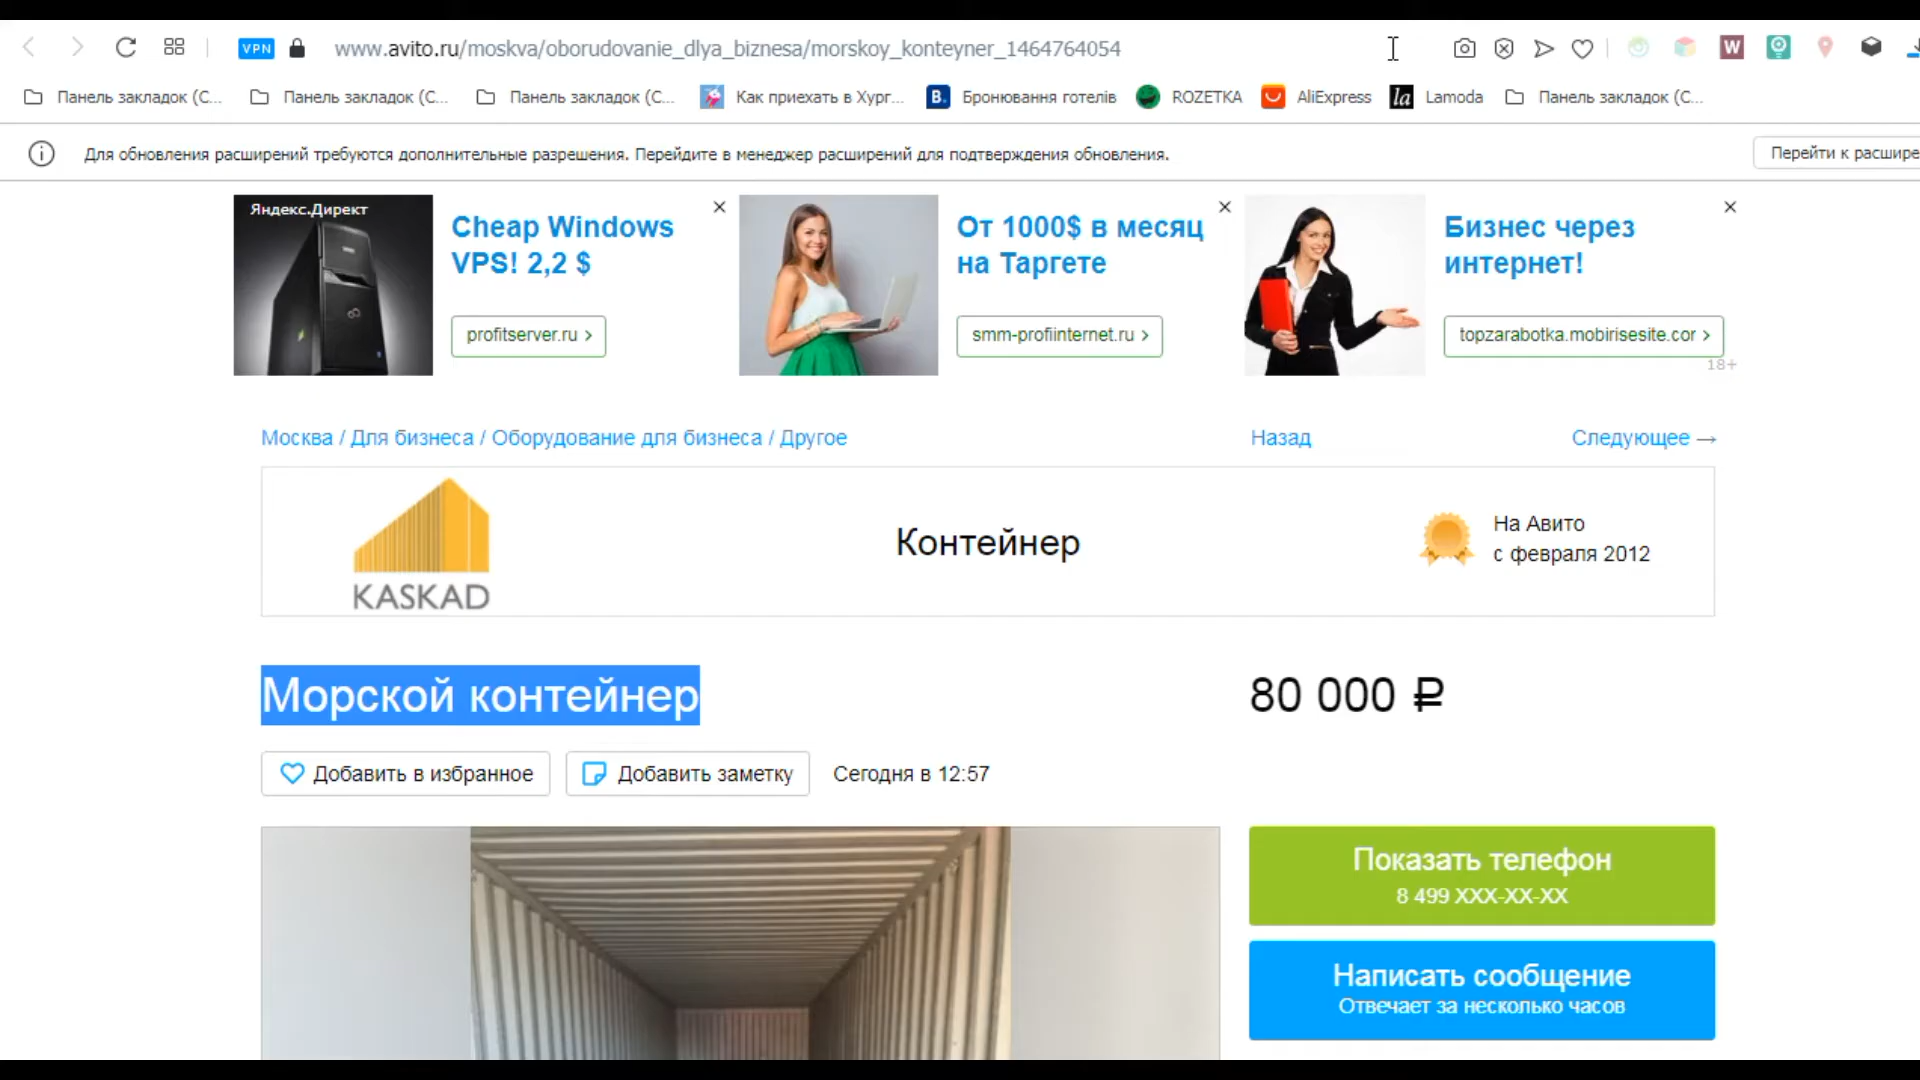 VPN
www.avito.ru/moskva/oborudovanie_dlya_biznesa/morskoy_konteyner_1464764054
W
Панель закладок (С...
Панель закладок (С...
Панель закладок (С...
Как приехать в Хург...
B.
Бронювання готелів
ROZETKA
AliExpress
la
Lamoda
Панель закладок (С...
Для обновления расширений требуются дополнительные разрешения. Перейдите в менеджер расширений для подтверждения обновления.
Перейти к расшире
Яндекс.Директ
Cheap Windows
VPS! 2,2 $
profitserver.ru
От 1000$ в месяц
на Таргете
smm-profiinternet.ru
Бизнес через
интернет!
topzarabotka.mobirisesite.cor
18+
Москва / Для бизнеса / Оборудование для бизнеса / Другое
Назад
Следующее →
KASKAD
Контейнер
На Авито
с февраля 2012
Морской контейнер
80 000 ₽
Добавить в избранное
Добавить заметку
Сегодня в 12:57
Показать телефон
8 499 XXX-XX-XX
Написать сообщение
Отвечает за несколько часов